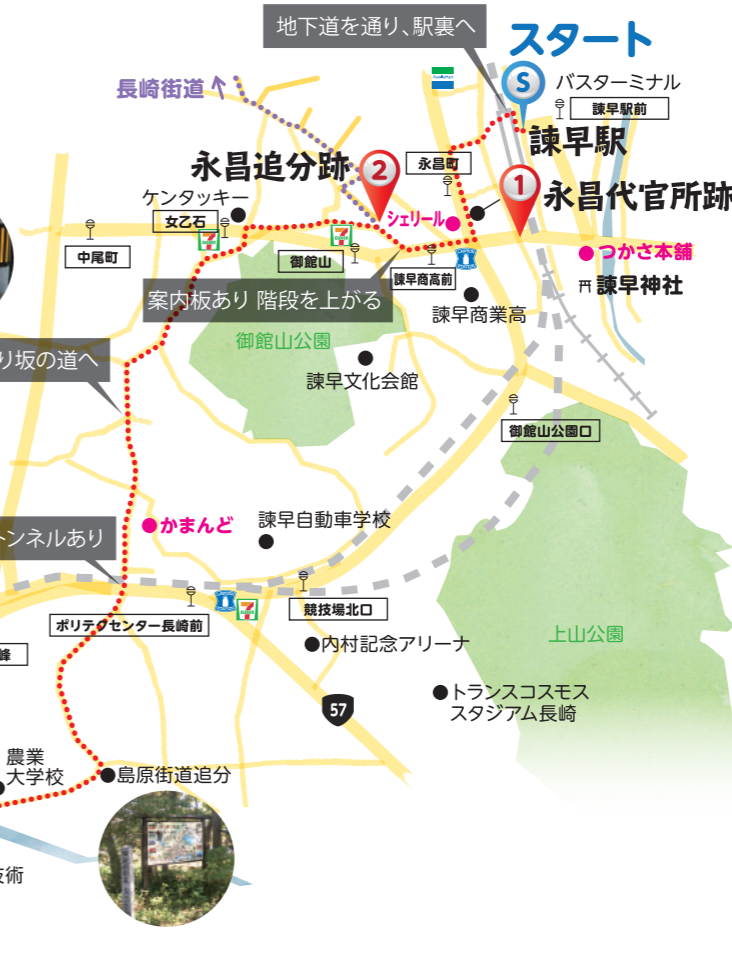 地下道を通り、駅裏へ
スタート
長崎街道
S
バスターミナル
諫早駅前
諫早駅
永昌追分跡
2
永昌町
1
永昌代官所跡
ケンタッキー
女乙石
シェリール
中尾町
御館山
諫早商高前
つかさ本舗
諫早神社
案内板あり 階段を上がる
諫早商業高
御館山公園
り坂の道へ
諫早文化会館
御館山公園口
かまんど
諫早自動車学校
トンネルあり
競技場北口
ポリテクセンター長崎前
峰
内村記念アリーナ
上山公園
トランスコスモス
スタジアム長崎
57
農業
大学校
島原街道追分
技術